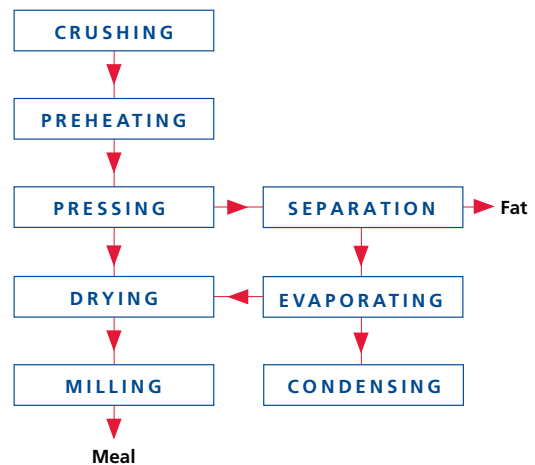 CRUSHING
PREHEATING
PRESSING
SEPARATION
Fat
DRYING
EVAPORATING
MILLING
CONDENSING
Meal